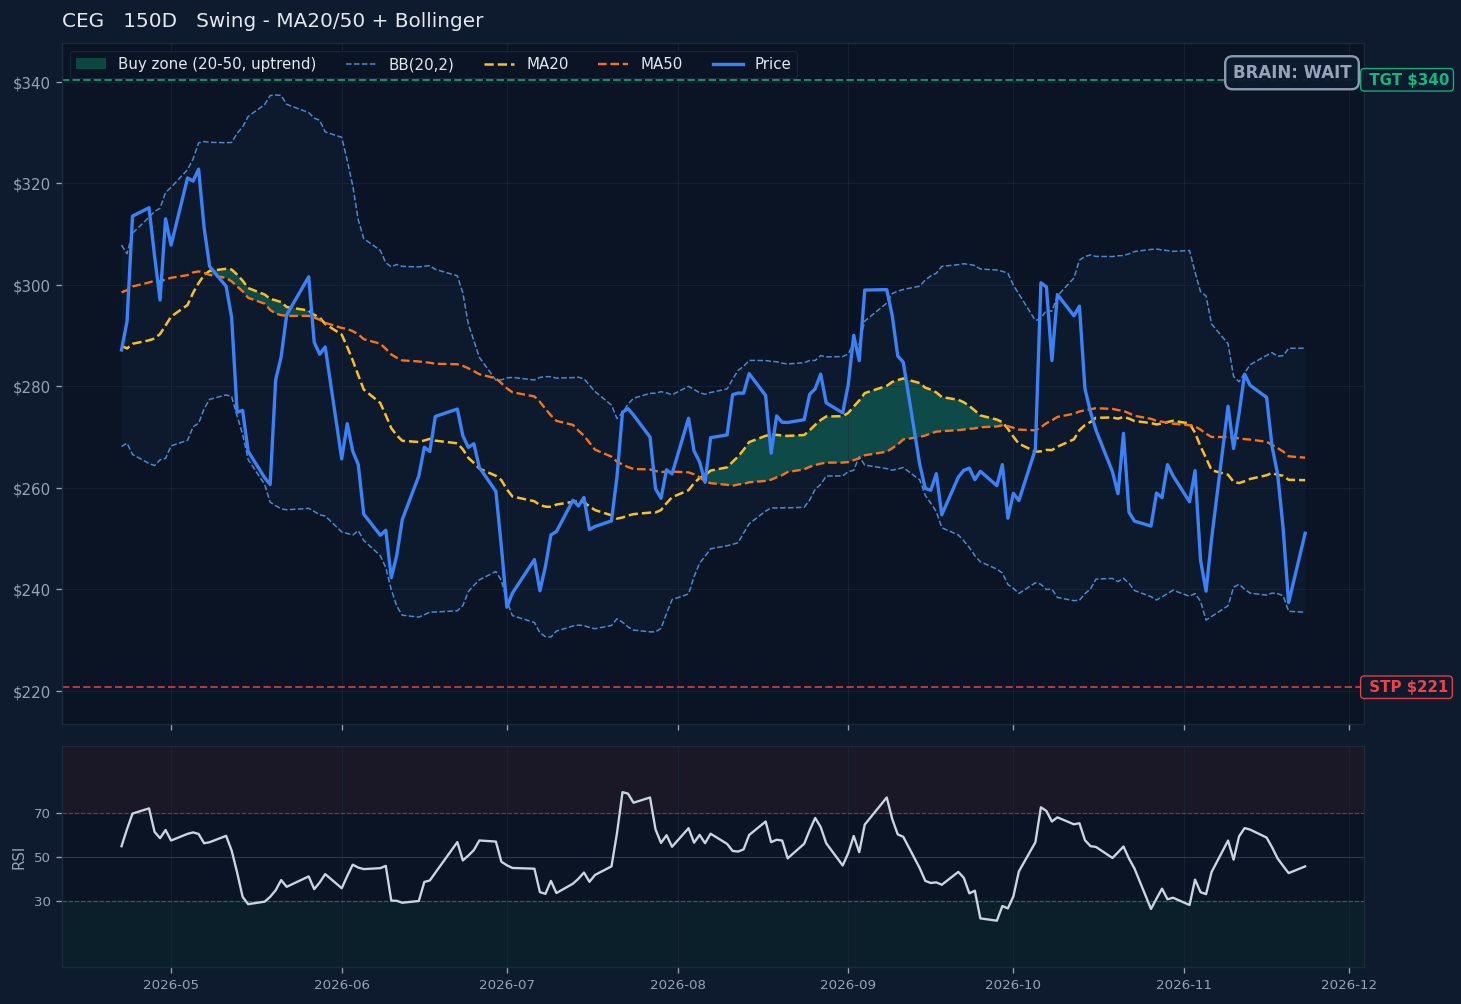 CEG 150D Swing - MA20/50 + Bollinger
Buy zone (20-50, uptrend) BB(20,2) MA20 MA50 Price
BRAIN: WAIT
TGT $340
$340
$320
$300
$280
$260
$240
$220
STP $221
RSI
70
50
30
2026-05 2026-06 2026-07 2026-08 2026-09 2026-10 2026-11 2026-12